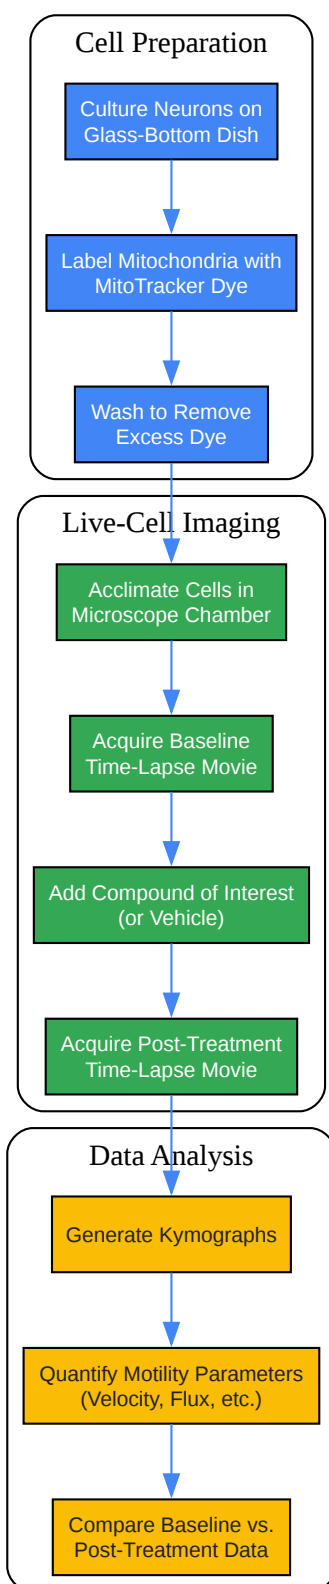 Cell Preparation
Culture Neurons on
Glass-Bottom Dish
Label Mitochondria with
MitoTracker Dye
Wash to Remove
Excess Dye
Live-Cell Imaging
Acclimate Cells in
Microscope Chamber
Acquire Baseline
Time-Lapse Movie
Add Compound of Interest
(or Vehicle)
Acquire Post-Treatment
Time-Lapse Movie
Data Analysis
Generate Kymographs
Quantify Motility Parameters
(Velocity, Flux, etc.)
Compare Baseline vs.
Post-Treatment Data